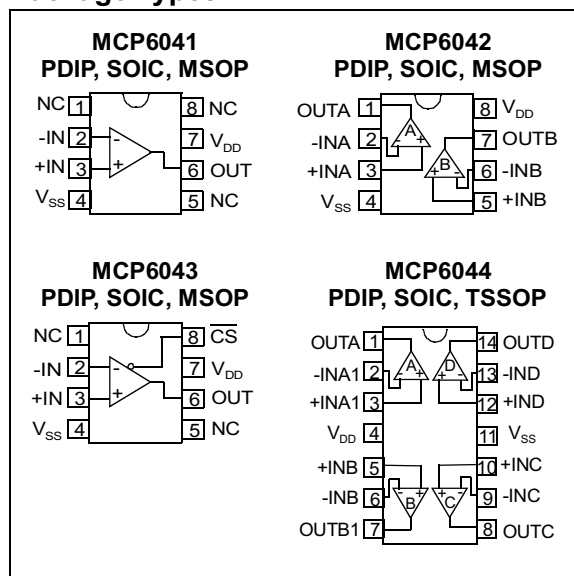 MCP6041
PDIP, SOIC, MSOP
NC 1
8 NC
-IN 2
7 VDD
+IN 3
6 OUT
VSS 4
5 NC
- +
MCP6042
PDIP, SOIC, MSOP
OUTA 1
8 VDD
-INA 2
7 OUTB
+INA 3
6 -INB
VSS 4
5 +INB
A - +
B + -
MCP6043
PDIP, SOIC, MSOP
NC 1
8 CS
-IN 2
7 VDD
+IN 3
6 OUT
VSS 4
5 NC
- +
MCP6044
PDIP, SOIC, TSSOP
OUTA 1
14 OUTD
-INA1 2
13 -IND
+INA1 3
12 +IND
VDD 4
11 VSS
+INB 5
10 +INC
-INB 6
9 -INC
OUTB1 7
8 OUTC
A - +
D + -
B - +
C + -